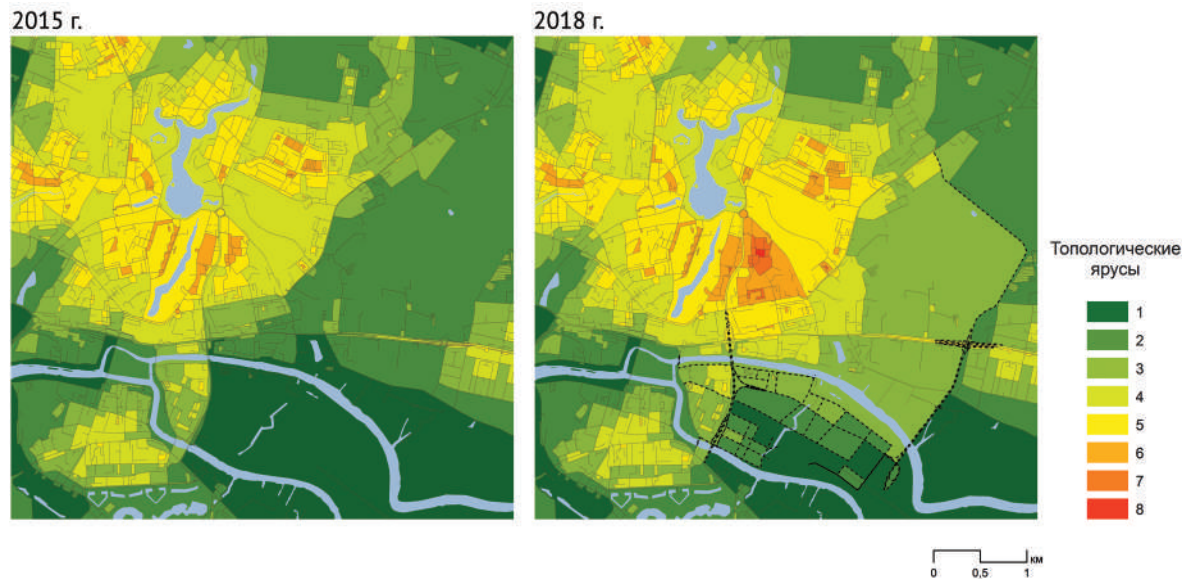 2015 г.
2018 г.
Топологические
ярусы
1
2
3
4
5
6
7
8
км
0 0,5 1